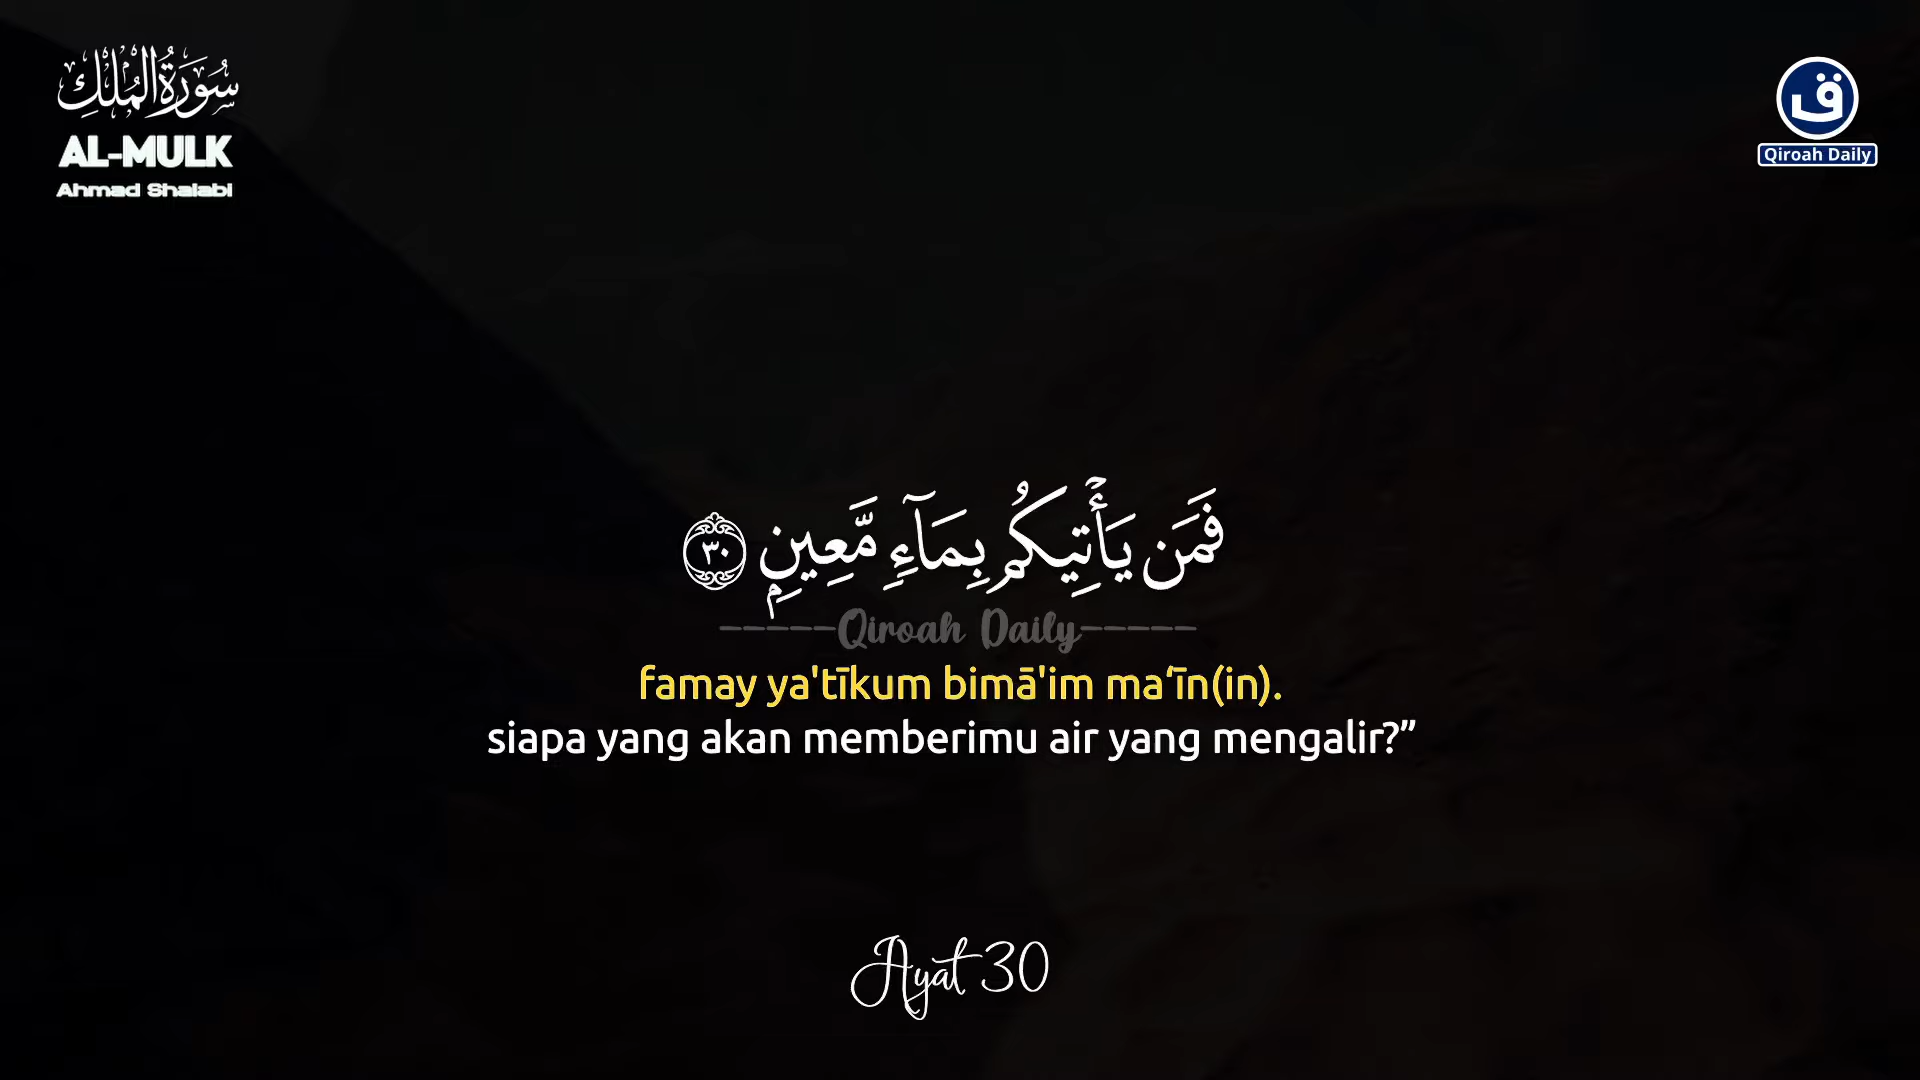 سُورَةُ الْمُلْكِ
AL-MULK
Ahmad Shalabi
ق
Qiroah Daily
فَمَن يَأْتِيكُم بِمَآءٍ مَّعِينٍۭ ٣٠
-----Qiroah Daily-----
famay ya'tīkum bimā'im ma‘īn(in).
siapa yang akan memberimu air yang mengalir?”
Ayat 30